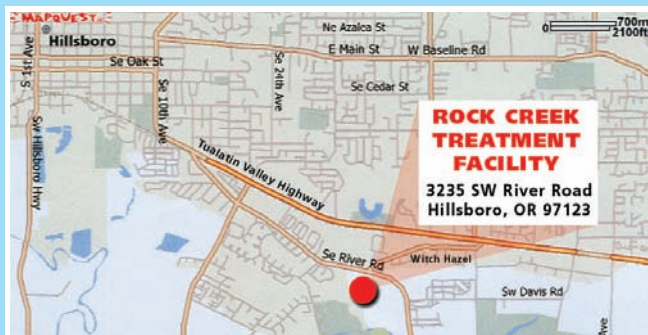 MAPQUEST
Hillsboro
Ne Azalea St
700m
0
2100ft
E Main St
W Baseline Rd
Se Oak St
S 1st Ave
Se 10th Ave
Se 24th Ave
Se Cedar St
ROCK CREEK
TREATMENT
FACILITY
3235 SW River Road
Hillsboro, OR 97123
Sw Hillsboro Hwy
Tualatin Valley Highway
Se River Rd
Witch Hazel
Sw Davis Rd
Ave